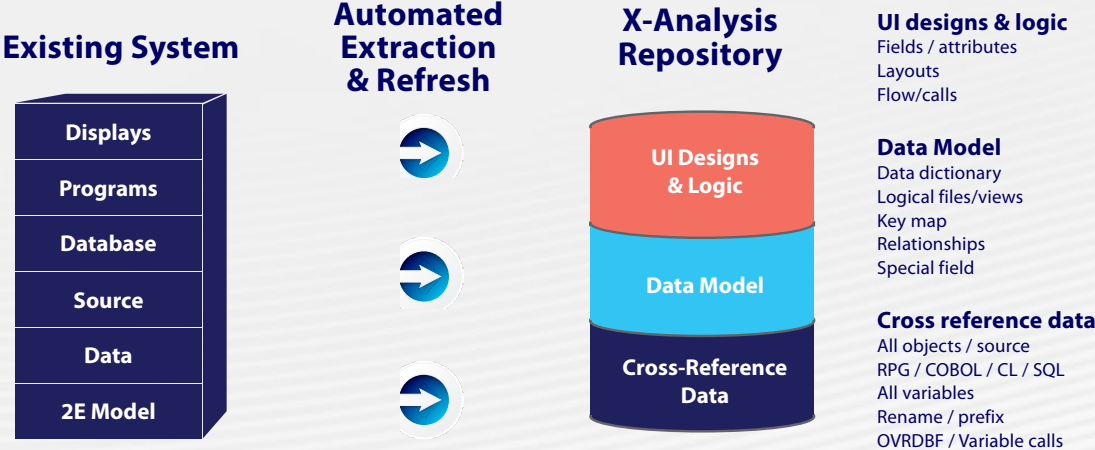 Existing System
Displays
Programs
Database
Source
Data
2E Model
Automated
Extraction
& Refresh
X-Analysis
Repository
UI Designs
& Logic
Data Model
Cross-Reference
Data
UI designs & logic
Fields / attributes
Layouts
Flow/calls
Data Model
Data dictionary
Logical files/views
Key map
Relationships
Special field
Cross reference data
All objects / source
RPG / COBOL / CL / SQL
All variables
Rename / prefix
OVRDBF / Variable calls